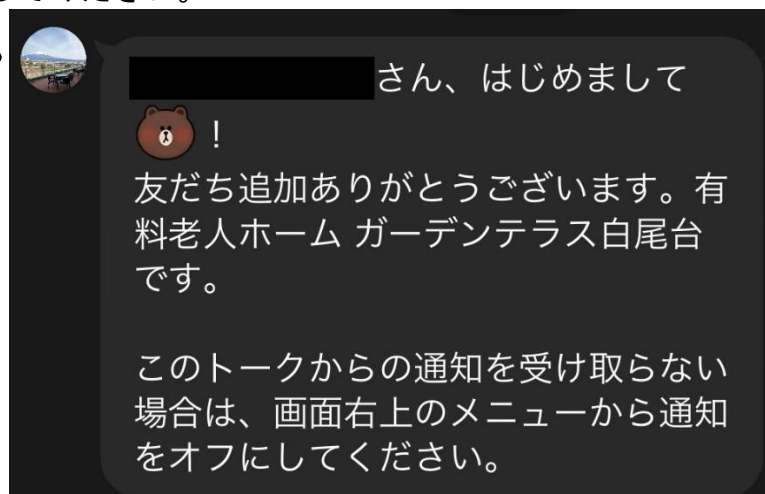 さん、はじめまして
！
友だち追加ありがとうございます。有
料老人ホーム ガーデンテラス白尾台
です。
このトークからの通知を受け取らない
場合は、画面右上のメニューから通知
をオフにしてください。